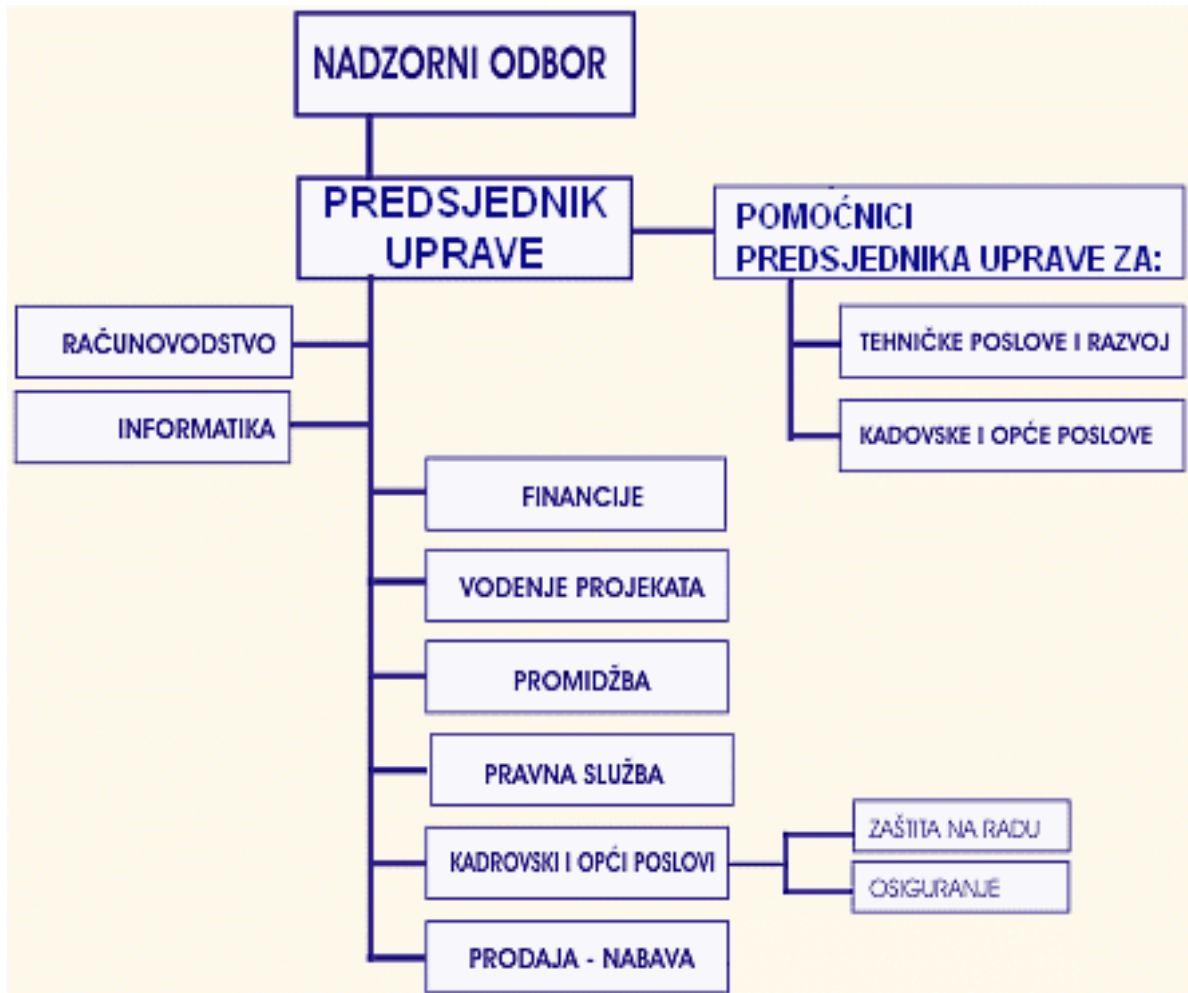 NADZORNI ODBOR
PREDSJEDNIK
UPRAVE
POMOĆNICI
PREDSJEDNIKA UPRAVE ZA:
RAČUNOVODSTVO
TEHNIČKE POSLOVE I RAZVOJ
INFORMATIKA
KADOVSKE I OPĆE POSLOVE
FINANCIJE
VODENJE PROJEKATA
PROMIDŽBA
PRAVNA SLUŽBA
ZAŠTITA NA RADU
KADROVSKI I OPĆI POSLOVI
OSIGURANJE
PRODAJA - NABAVA